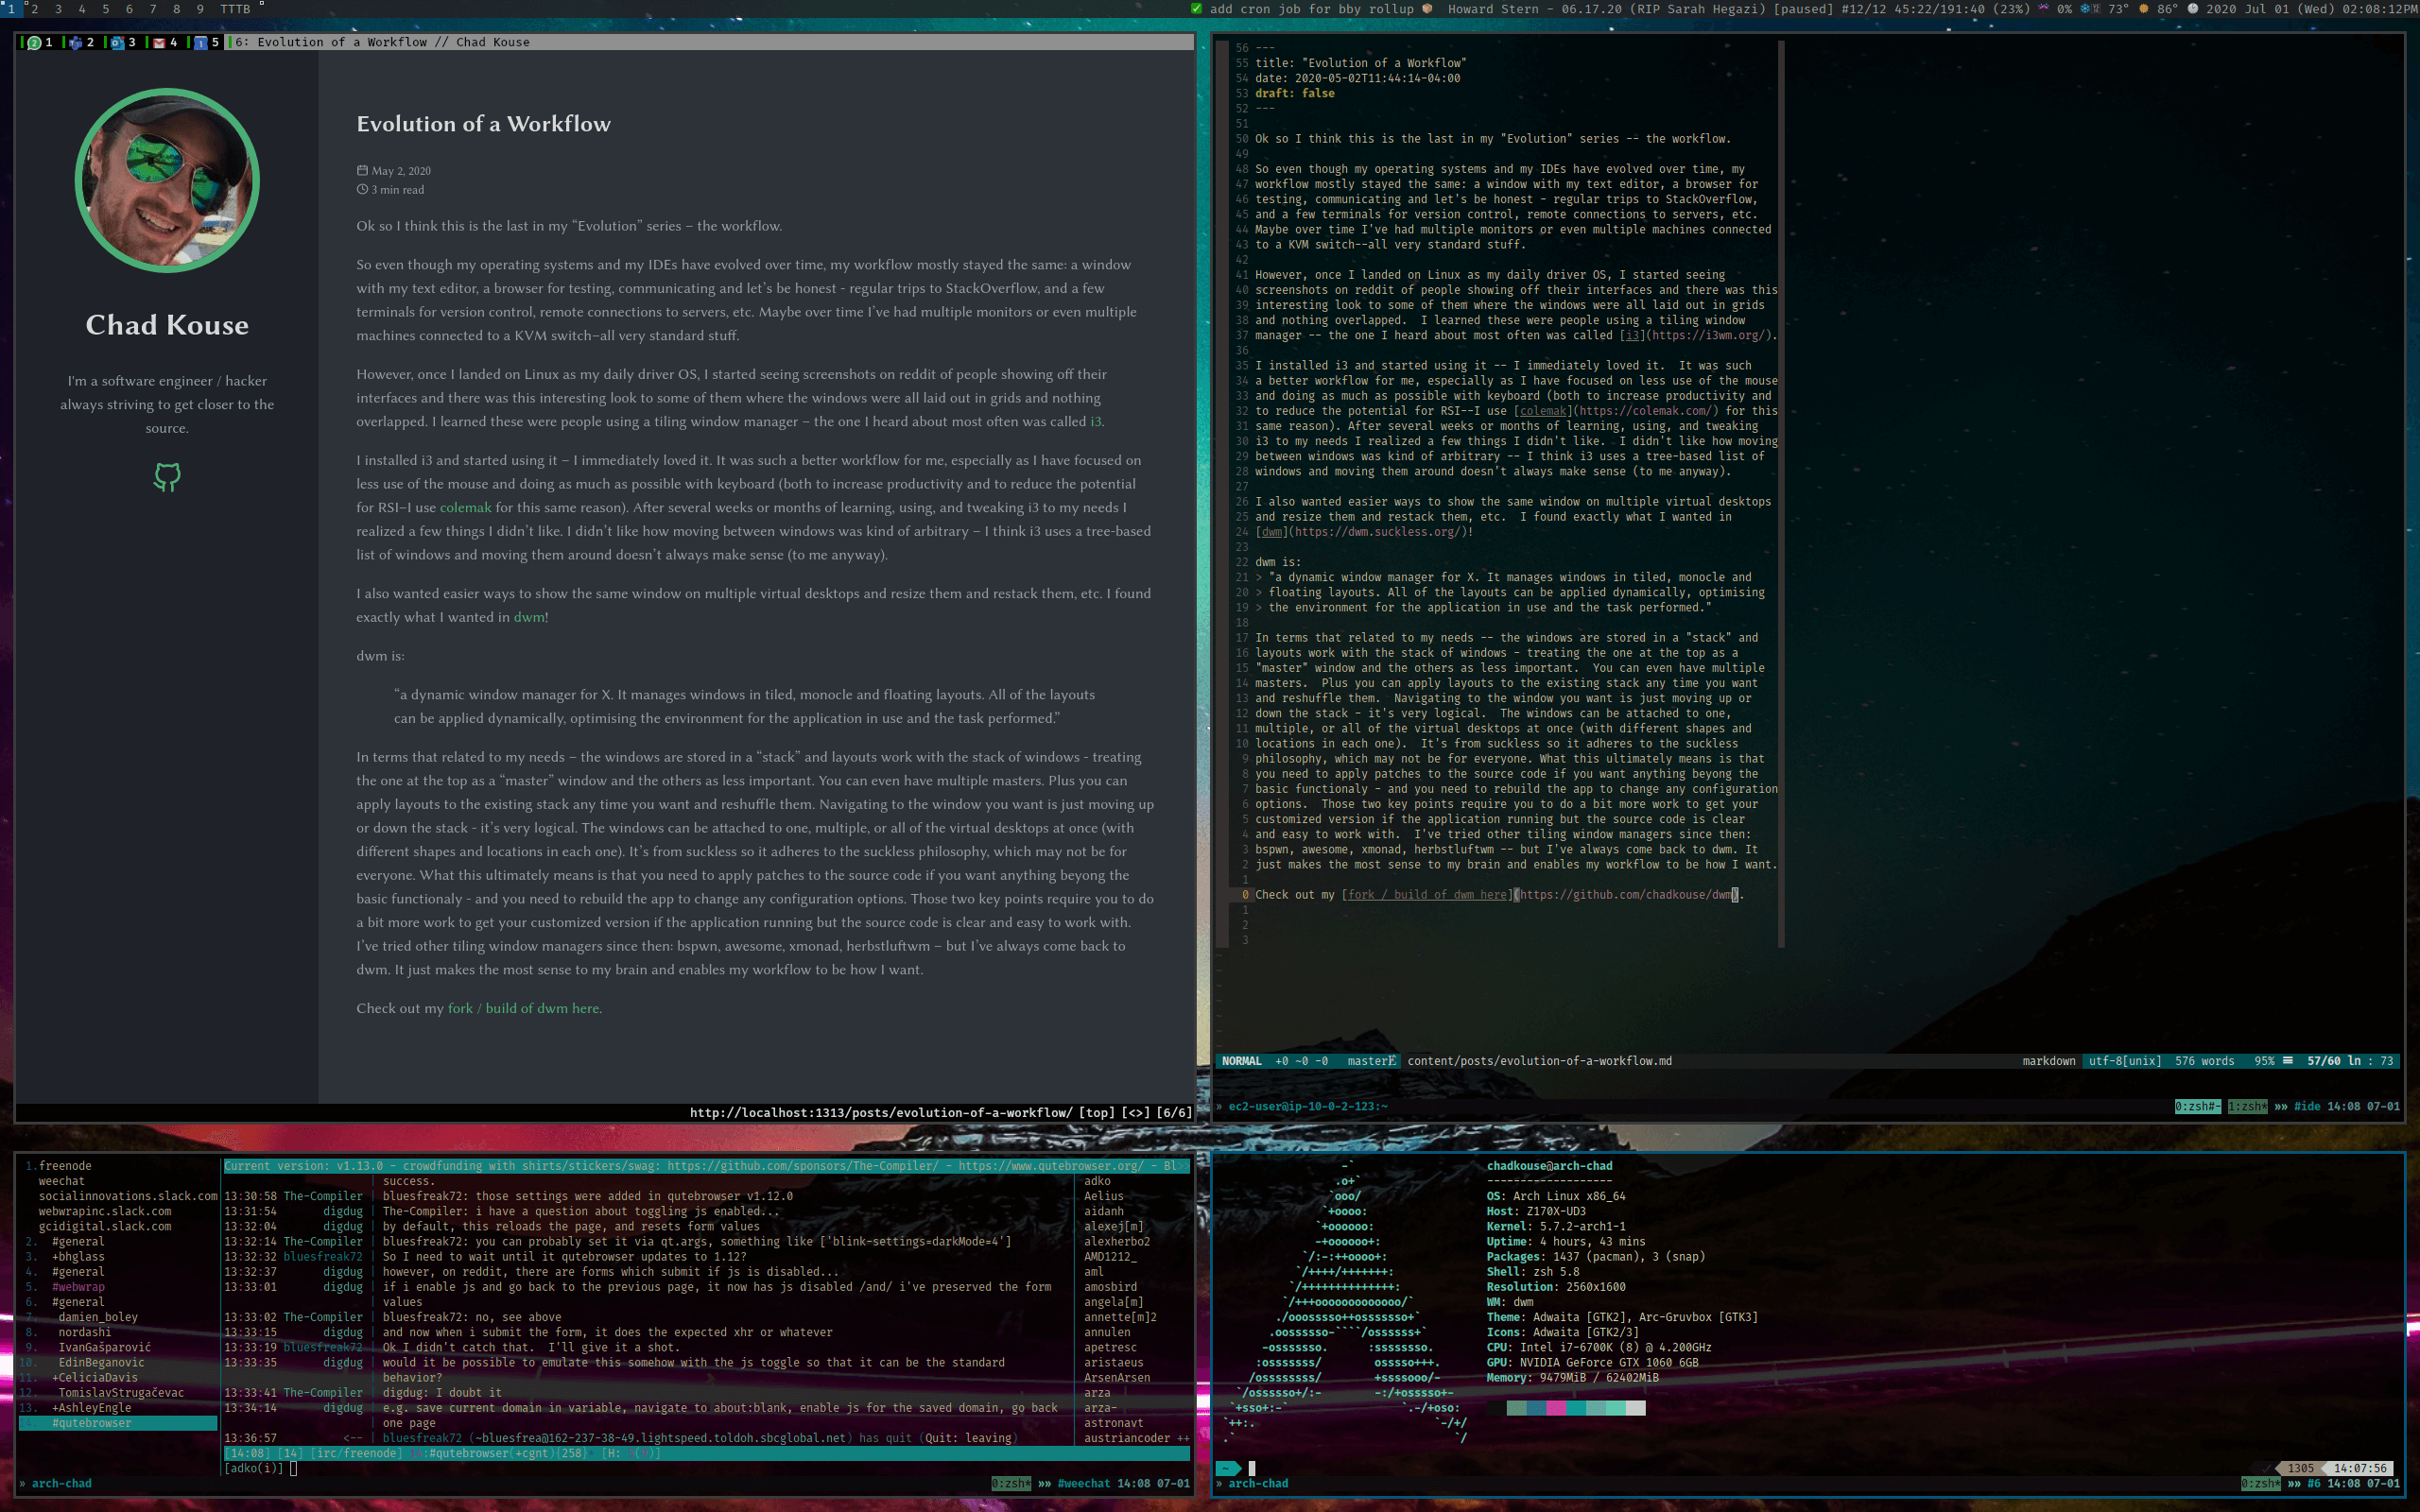 1 2 3 4 5 6 7 8 9 TTTB
add cron job for bby rollup Howard Stern - 06.17.20 (RIP Sarah Hegazi) [paused] #12/12 45:22/191:40 (23%) 0% 73° 86° 2020 Jul 01 (Wed) 02:08:12PM
1 2 3 4 5 6: Evolution of a Workflow // Chad Kouse
Chad Kouse
I'm a software engineer / hacker
always striving to get closer to the
source.
Evolution of a Workflow
May 2, 2020
3 min read
Ok so I think this is the last in my “Evolution” series – the workflow.
So even though my operating systems and my IDEs have evolved over time, my workflow mostly stayed the same: a window
with my text editor, a browser for testing, communicating and let’s be honest - regular trips to StackOverflow, and a few
terminals for version control, remote connections to servers, etc. Maybe over time I’ve had multiple monitors or even multiple
machines connected to a KVM switch–all very standard stuff.
However, once I landed on Linux as my daily driver OS, I started seeing screenshots on reddit of people showing off their
interfaces and there was this interesting look to some of them where the windows were all laid out in grids and nothing
overlapped. I learned these were people using a tiling window manager – the one I heard about most often was called i3.
I installed i3 and started using it – I immediately loved it. It was such a better workflow for me, especially as I have focused on
less use of the mouse and doing as much as possible with keyboard (both to increase productivity and to reduce the potential
for RSI–I use colemak for this same reason). After several weeks or months of learning, using, and tweaking i3 to my needs I
realized a few things I didn’t like. I didn’t like how moving between windows was kind of arbitrary – I think i3 uses a tree-based
list of windows and moving them around doesn’t always make sense (to me anyway).
I also wanted easier ways to show the same window on multiple virtual desktops and resize them and restack them, etc. I found
exactly what I wanted in dwm!
dwm is:
“a dynamic window manager for X. It manages windows in tiled, monocle and floating layouts. All of the layouts
can be applied dynamically, optimising the environment for the application in use and the task performed.”
In terms that related to my needs – the windows are stored in a “stack” and layouts work with the stack of windows - treating
the one at the top as a “master” window and the others as less important. You can even have multiple masters. Plus you can
apply layouts to the existing stack any time you want and reshuffle them. Navigating to the window you want is just moving up
or down the stack - it’s very logical. The windows can be attached to one, multiple, or all of the virtual desktops at once (with
different shapes and locations in each one). It’s from suckless so it adheres to the suckless philosophy, which may not be for
everyone. What this ultimately means is that you need to apply patches to the source code if you want anything beyong the
basic functionaly - and you need to rebuild the app to change any configuration options. Those two key points require you to do
a bit more work to get your customized version if the application running but the source code is clear and easy to work with.
I’ve tried other tiling window managers since then: bspwn, awesome, xmonad, herbstluftwm – but I’ve always come back to
dwm. It just makes the most sense to my brain and enables my workflow to be how I want.
Check out my fork / build of dwm here.
http://localhost:1313/posts/evolution-of-a-workflow/ [top] [<>] [6/6]
56 ---
55 title: "Evolution of a Workflow"
54 date: 2020-05-02T11:44:14-04:00
53 draft: false
52 ---
51
50 Ok so I think this is the last in my "Evolution" series -- the workflow.
49
48 So even though my operating systems and my IDEs have evolved over time, my
47 workflow mostly stayed the same: a window with my text editor, a browser for
46 testing, communicating and let's be honest - regular trips to StackOverflow,
45 and a few terminals for version control, remote connections to servers, etc.
44 Maybe over time I've had multiple monitors or even multiple machines connected
43 to a KVM switch--all very standard stuff.
42
41 However, once I landed on Linux as my daily driver OS, I started seeing
40 screenshots on reddit of people showing off their interfaces and there was this
39 interesting look to some of them where the windows were all laid out in grids
38 and nothing overlapped.  I learned these were people using a tiling window
37 manager -- the one I heard about most often was called [i3](https://i3wm.org/).
36
35 I installed i3 and started using it -- I immediately loved it.  It was such
34 a better workflow for me, especially as I have focused on less use of the mouse
33 and doing as much as possible with keyboard (both to increase productivity and
32 to reduce the potential for RSI--I use [colemak](https://colemak.com/) for this
31 same reason). After several weeks or months of learning, using, and tweaking
30 i3 to my needs I realized a few things I didn't like.  I didn't like how moving
29 between windows was kind of arbitrary -- I think i3 uses a tree-based list of
28 windows and moving them around doesn't always make sense (to me anyway).
27
26 I also wanted easier ways to show the same window on multiple virtual desktops
25 and resize them and restack them, etc.  I found exactly what I wanted in
24 [dwm](https://dwm.suckless.org/)!
23
22 dwm is:
21 > "a dynamic window manager for X. It manages windows in tiled, monocle and
20 > floating layouts. All of the layouts can be applied dynamically, optimising
19 > the environment for the application in use and the task performed."
18
17 In terms that related to my needs -- the windows are stored in a "stack" and
16 layouts work with the stack of windows - treating the one at the top as a
15 "master" window and the others as less important.  You can even have multiple
14 masters.  Plus you can apply layouts to the existing stack any time you want
13 and reshuffle them.  Navigating to the window you want is just moving up or
12 down the stack - it's very logical.  The windows can be attached to one,
11 multiple, or all of the virtual desktops at once (with different shapes and
10 locations in each one).  It's from suckless so it adheres to the suckless
9 philosophy, which may not be for everyone. What this ultimately means is that
8 you need to apply patches to the source code if you want anything beyong the
7 basic functionaly - and you need to rebuild the app to change any configuration
6 options.  Those two key points require you to do a bit more work to get your
5 customized version if the application running but the source code is clear
4 and easy to work with.  I've tried other tiling window managers since then:
3 bspwn, awesome, xmonad, herbstluftwm -- but I've always come back to dwm. It
2 just makes the most sense to my brain and enables my workflow to be how I want.
1
0 Check out my [fork / build of dwm here](https://github.com/chadkouse/dwm).
1
2
3
NORMAL +0 ~0 -0 master content/posts/evolution-of-a-workflow.md markdown utf-8[unix] 576 words 95% ≡ 57/60 ln : 73
» ec2-user@ip-10-0-2-123:~ 0:zsh#- 1:zsh* »» #ide 14:08 07-01
1.freenode
weechat
socialinnovations.slack.com
webwrapinc.slack.com
gcidigital.slack.com
2. #general
3. +bhglass
4. #general
5. #webwrap
6. #general
7. damien_boley
8. nordashi
9. IvanGašparović
10. EdinBeganovic
11. +CeliciaDavis
12. TomislavStrugačevac
13. +AshleyEngle
#qutebrowser
Current version: v1.13.0 - crowdfunding with shirts/stickers/swag: https://github.com/sponsors/The-Compiler/ - https://www.qutebrowser.org/ - Bl>>
success.
13:30:58 The-Compiler | bluesfreak72: those settings were added in qutebrowser v1.12.0
13:31:54 digdug | The-Compiler: i have a question about toggling js enabled...
13:32:04 digdug | by default, this reloads the page, and resets form values
13:32:14 The-Compiler | bluesfreak72: you can probably set it via qt.args, something like ['blink-settings=darkMode=4']
13:32:32 bluesfreak72 | So I need to wait until it qutebrowser updates to 1.12?
13:32:37 digdug | however, on reddit, there are forms which submit if js is disabled...
13:33:01 digdug | if i enable js and go back to the previous page, it now has js disabled /and/ i've preserved the form
values
13:33:02 The-Compiler | bluesfreak72: no, see above
13:33:15 digdug | and now when i submit the form, it does the expected xhr or whatever
13:33:19 bluesfreak72 | Ok I didn't catch that.  I'll give it a shot.
13:33:35 digdug | would it be possible to emulate this somehow with the js toggle so that it can be the standard
behavior?
13:33:41 The-Compiler | digdug: I doubt it
13:34:14 digdug | e.g. save current domain in variable, navigate to about:blank, enable js for the saved domain, go back
one page
13:36:57 <-- | bluesfreak72 (~bluesfrea@162-237-38-49.lightspeed.toldoh.sbcglobal.net) has quit (Quit: leaving)
[14:08] [14] [irc/freenode] 14:#qutebrowser(+cgnt){258}
[adko(i)]
adko
Aelius
aidanh
alexej[m]
alexherbo2
AMD1212_
aml
amosbird
angela[m]
annette[m]2
annulen
apetresc
aristaeus
ArsenArsen
arza
arza-
astronavt
austriancoder ++
» arch-chad 0:zsh* »» #weechat 14:08 07-01
chadkouse@arch-chad
-------------------
OS: Arch Linux x86_64
Host: Z170X-UD3
Kernel: 5.7.2-arch1-1
Uptime: 4 hours, 43 mins
Packages: 1437 (pacman), 3 (snap)
Shell: zsh 5.8
Resolution: 2560x1600
WM: dwm
Theme: Adwaita [GTK2], Arc-Gruvbox [GTK3]
Icons: Adwaita [GTK2/3]
CPU: Intel i7-6700K (8) @ 4.200GHz
GPU: NVIDIA GeForce GTX 1060 6GB
Memory: 9479MiB / 62402MiB
~ 1305 14:07:56
» arch-chad 0:zsh* »» #6 14:08 07-01